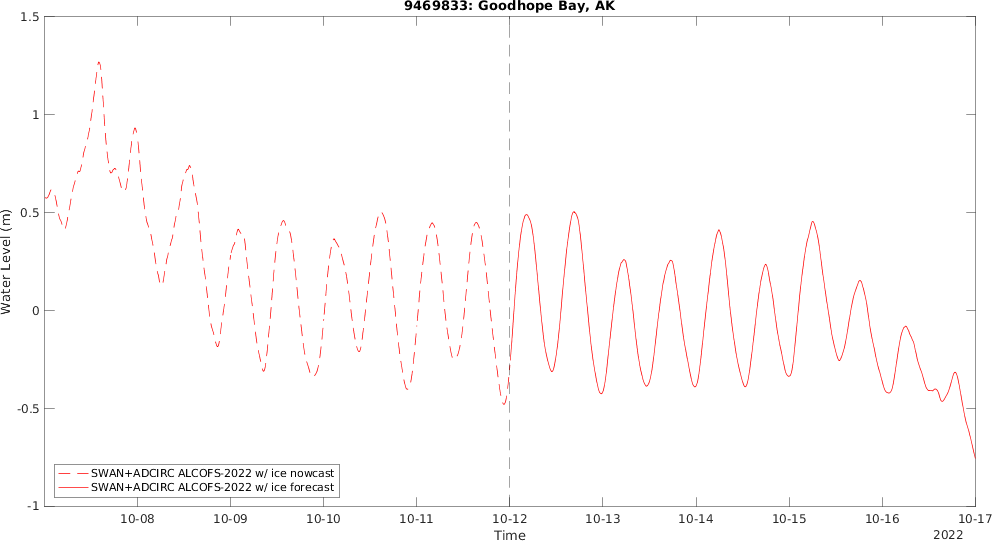 9469833: Goodhope Bay, AK
1.5
1
0.5
0
-0.5
-1
Water Level (m)
SWAN+ADCIRC ALCOFS-2022 w/ ice nowcast
SWAN+ADCIRC ALCOFS-2022 w/ ice forecast
10-08 10-09 10-10 10-11 10-12 10-13 10-14 10-15 10-16 10-17
Time
2022